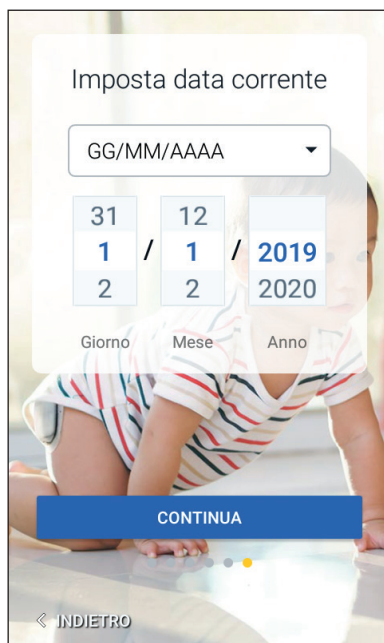 Imposta data corrente
GG/MM/AAAA
31 12
1 / 1 / 2019
2 2 2020
Giorno Mese Anno
CONTINUA
INDIETRO